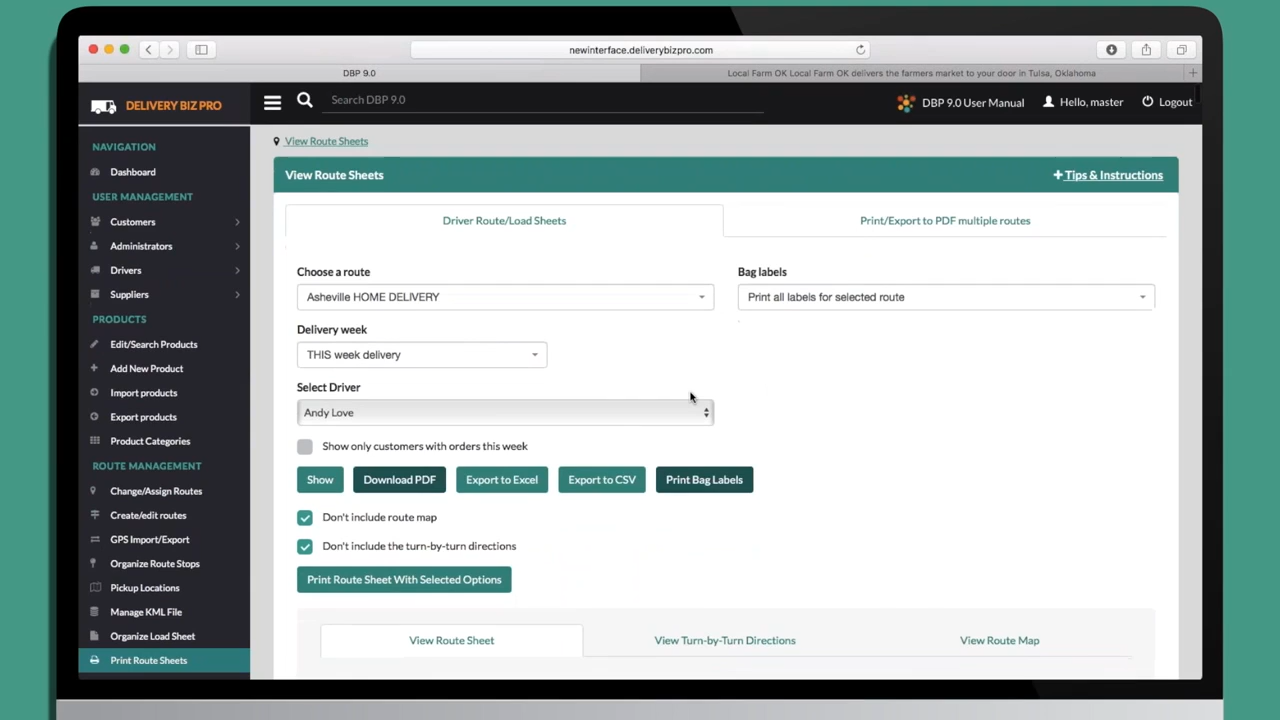 newinterface.deliverybizpro.com
DBP 9.0
Local Farm OK Local Farm OK delivers the farmers market to your door in Tulsa, Oklahoma
DELIVERY BIZ PRO
Search DBP 9.0
DBP 9.0 User Manual
Hello, master
Logout
NAVIGATION
Dashboard
USER MANAGEMENT
Customers
Administrators
Drivers
Suppliers
PRODUCTS
Edit/Search Products
Add New Product
Import products
Export products
Product Categories
ROUTE MANAGEMENT
Change/Assign Routes
Create/edit routes
GPS Import/Export
Organize Route Stops
Pickup Locations
Manage KML File
Organize Load Sheet
Print Route Sheets
View Route Sheets
View Route Sheets
+ Tips & Instructions
Driver Route/Load Sheets
Print/Export to PDF multiple routes
Choose a route
Asheville HOME DELIVERY
Bag labels
Print all labels for selected route
Delivery week
THIS week delivery
Select Driver
Andy Love
Show only customers with orders this week
Show
Download PDF
Export to Excel
Export to CSV
Print Bag Labels
Don't include route map
Don't include the turn-by-turn directions
Print Route Sheet With Selected Options
View Route Sheet
View Turn-by-Turn Directions
View Route Map